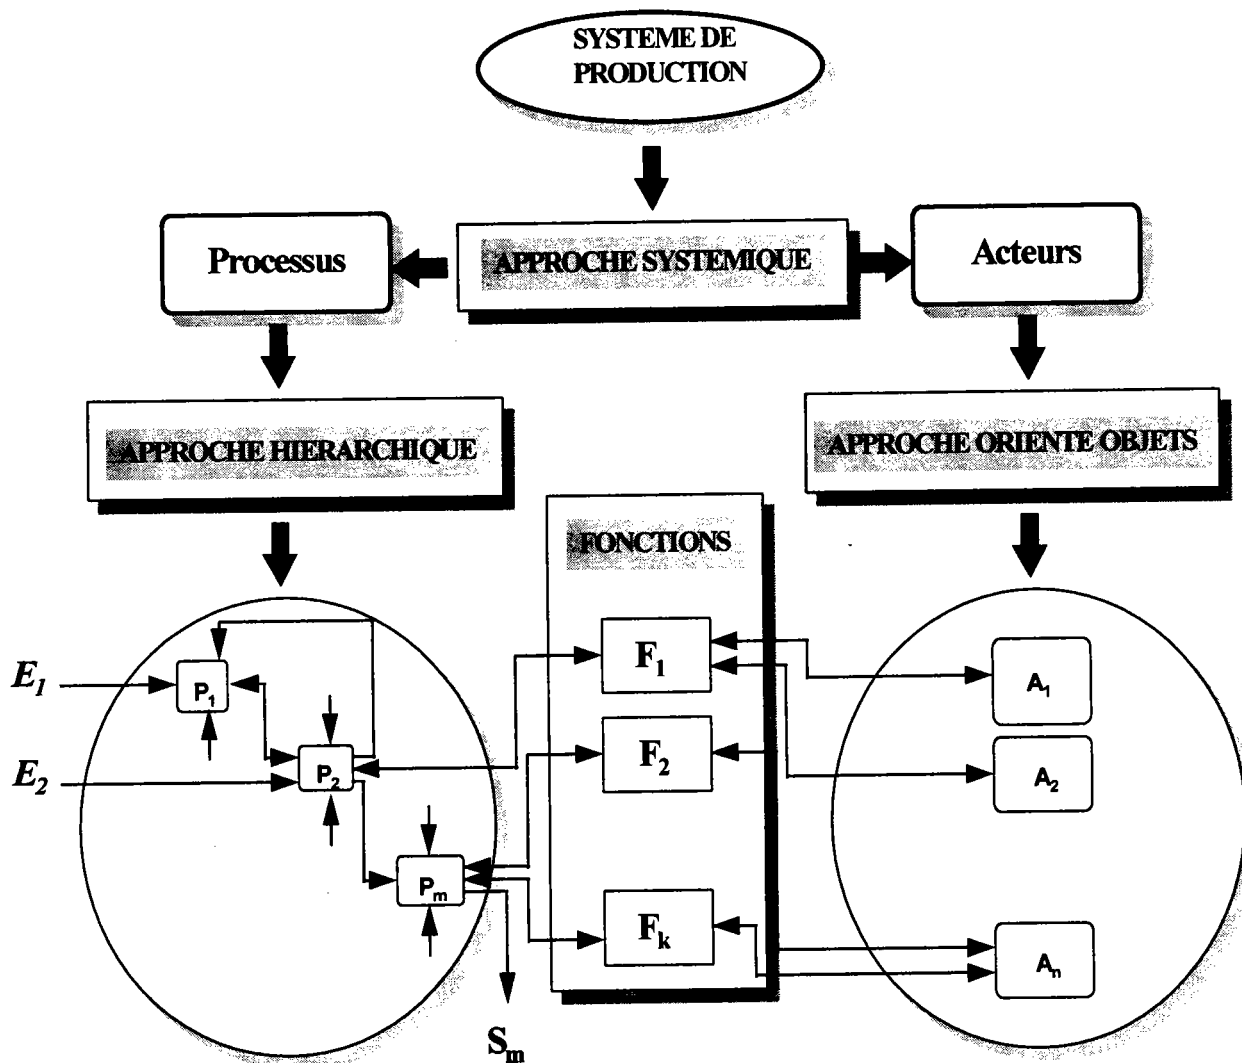 SYSTEME DE
PRODUCTION
Processus
APPROCHE SYSTEMIQUE
Acteurs
APPROCHE HIERARCHIQUE
APPROCHE ORIENTE OBJETS
FONCTIONS
E1
P1
F1
A1
E2
P2
F2
A2
Pm
Fk
An
Sm